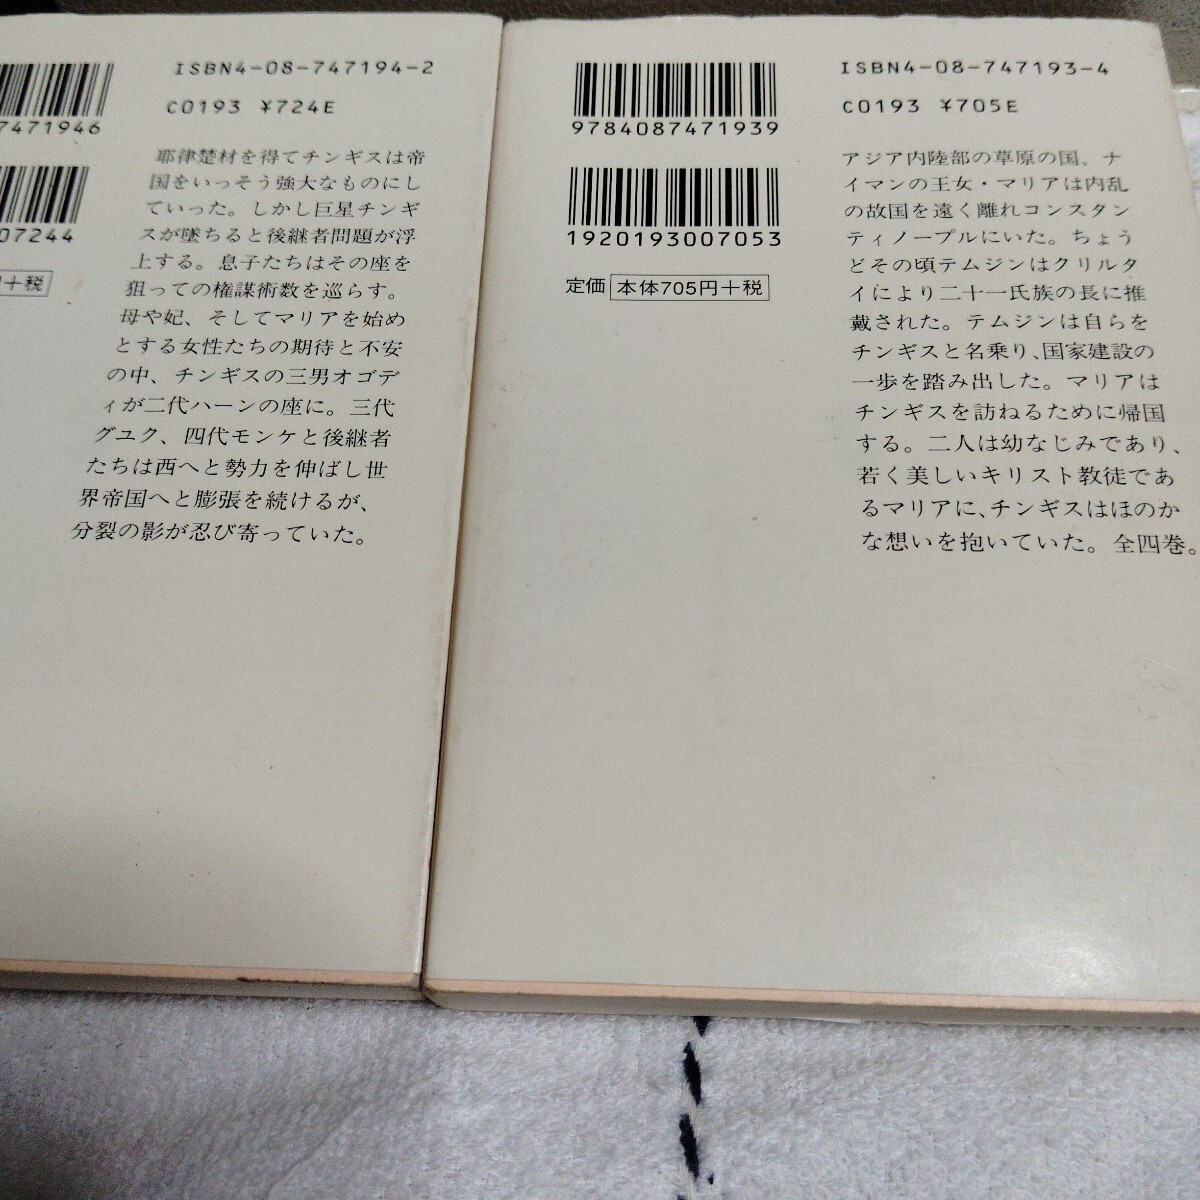 ISBN4-08-747194-2
C0193 ¥724E
7471946
07244
円+税
耶律楚材を得てチンギスは帝
国をいっそう強大なものにし
ていった。しかし巨星チンギ
スが墜ちると後継者問題が浮
上する。息子たちはその座を
狙っての権謀術数を巡らす。
母や妃、そしてマリアを始め
とする女性たちの期待と不安
の中、チンギスの三男オゴデ
ィが二代ハーンの座に。三代
グユク、四代モンケと後継者
たちは西へと勢力を伸ばし世
界帝国へと膨張を続けるが、
分裂の影が忍び寄っていた。
ISBN4-08-747193-4
C0193 ¥705E
9784087471939
1920193007053
定価 本体705円+税
アジア内陸部の草原の国、ナ
イマンの王女・マリアは内乱
の故国を遠く離れコンスタン
ティノープルにいた。ちょう
どその頃テムジンはクリルタ
イにより二十一氏族の長に推
戴された。テムジンは自らを
チンギスと名乗り、国家建設の
一歩を踏み出した。マリアは
チンギスを訪ねるために帰国
する。二人は幼なじみであり、
若く美しいキリスト教徒であ
るマリアに、チンギスはほのか
な想いを抱いていた。全四巻。